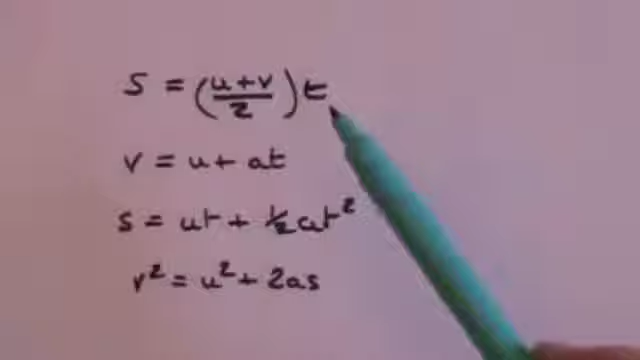 s = (u+v/2)t
v = u + at
s = ut + ½at²
v² = u² + 2as